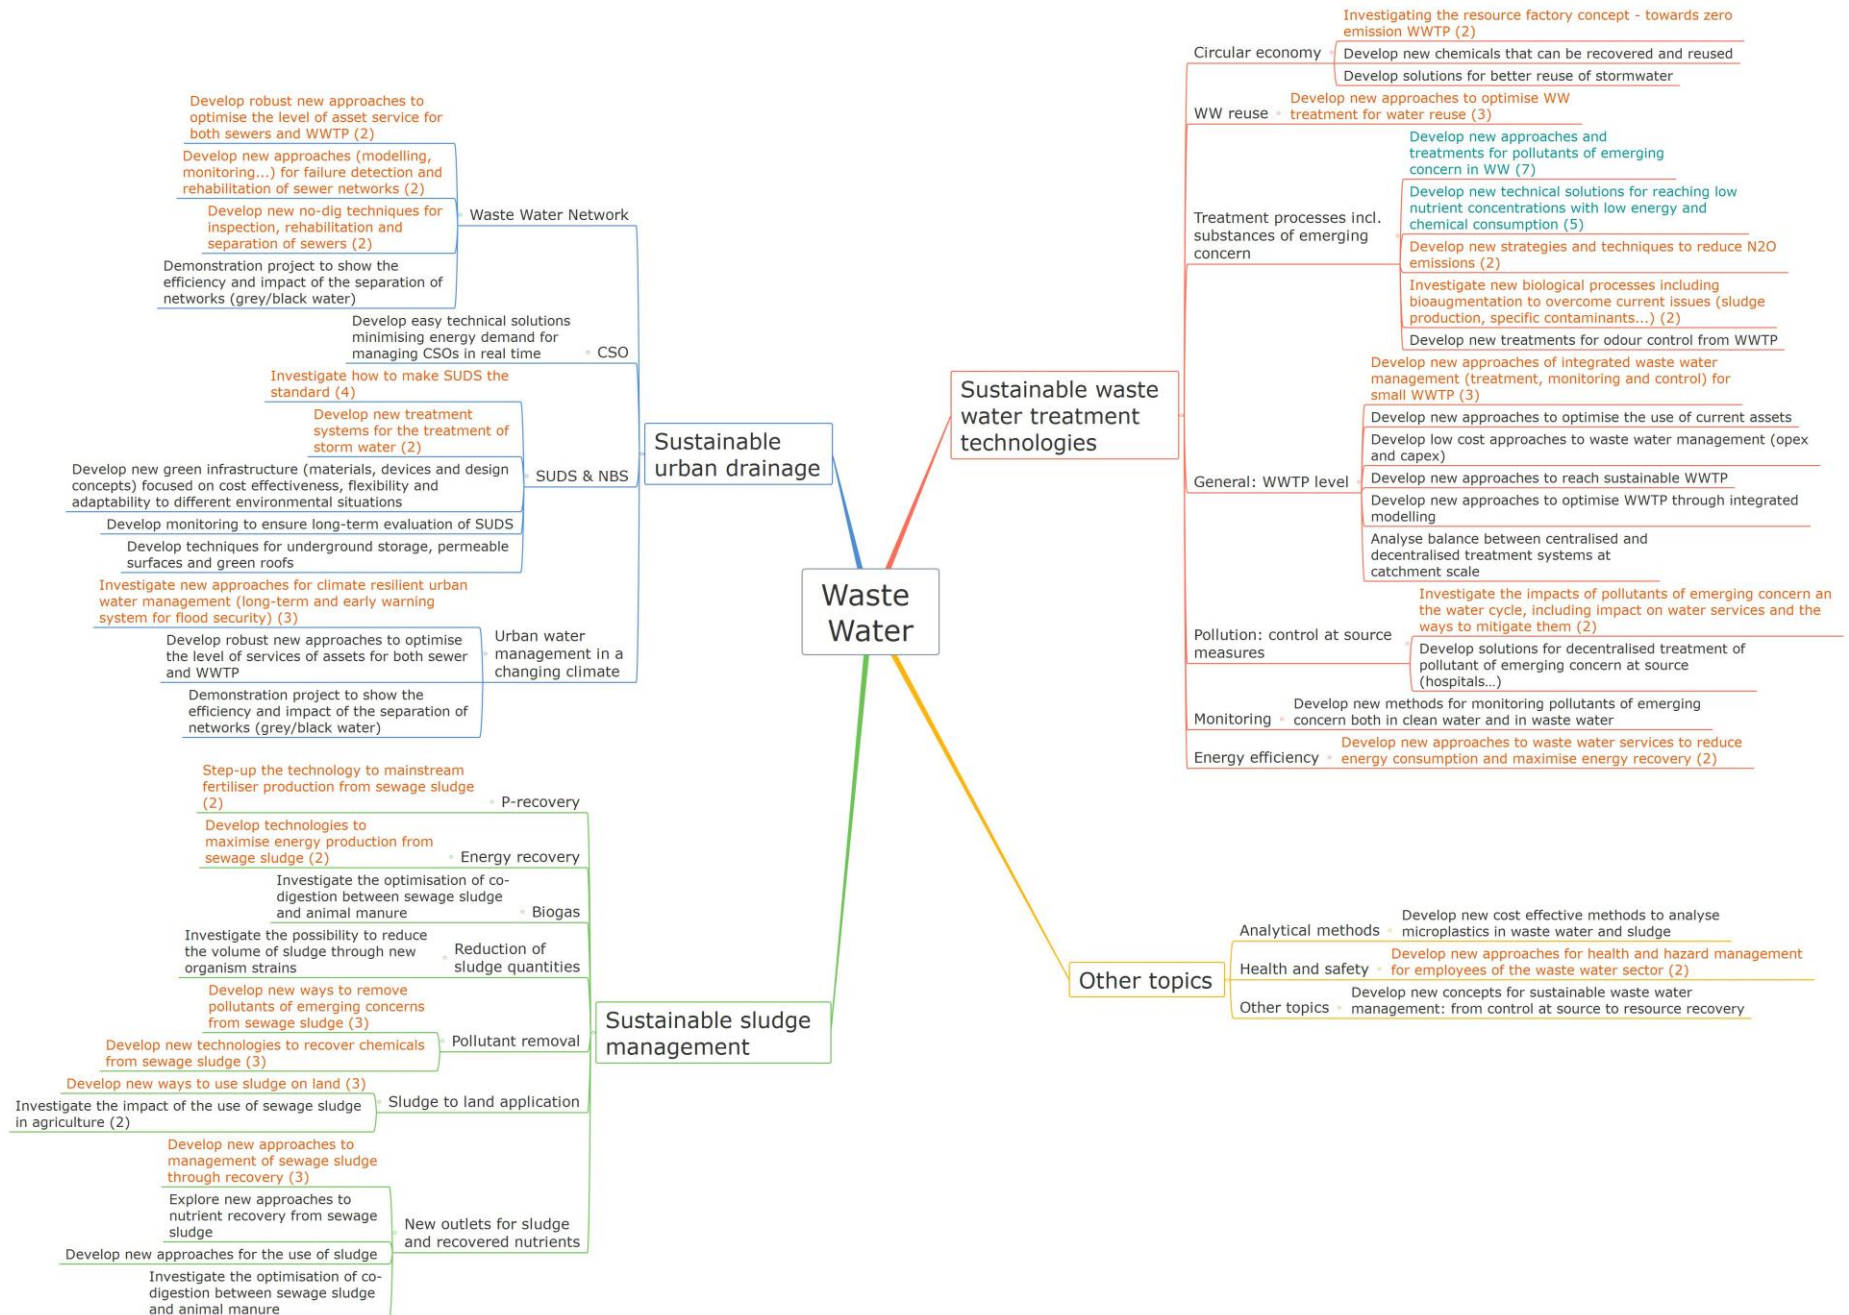 Waste
Water
Sustainable
urban drainage
Waste Water Network
Develop robust new approaches to
optimise the level of asset service for
both sewers and WWTP (2)
Develop new approaches (modelling,
monitoring...) for failure detection and
rehabilitation of sewer networks (2)
Develop new no-dig techniques for
inspection, rehabilitation and
separation of sewers (2)
Demonstration project to show the
efficiency and impact of the separation of
networks (grey/black water)
CSO
Develop easy technical solutions
minimising energy demand for
managing CSOs in real time
SUDS & NBS
Investigate how to make SUDS the
standard (4)
Develop new treatment
systems for the treatment of
storm water (2)
Develop new green infrastructure (materials, devices and design
concepts) focused on cost effectiveness, flexibility and
adaptability to different environmental situations
Develop monitoring to ensure long-term evaluation of SUDS
Develop techniques for underground storage, permeable
surfaces and green roofs
Urban water
management in a
changing climate
Investigate new approaches for climate resilient urban
water management (long-term and early warning
system for flood security) (3)
Develop robust new approaches to optimise
the level of services of assets for both sewer
and WWTP
Demonstration project to show the
efficiency and impact of the separation of
networks (grey/black water)
Sustainable sludge
management
P-recovery
Step-up the technology to mainstream
fertiliser production from sewage sludge
(2)
Energy recovery
Develop technologies to
maximise energy production from
sewage sludge (2)
Biogas
Investigate the optimisation of co-
digestion between sewage sludge
and animal manure
Reduction of
sludge quantities
Investigate the possibility to reduce
the volume of sludge through new
organism strains
Pollutant removal
Develop new ways to remove
pollutants of emerging concerns
from sewage sludge (3)
Develop new technologies to recover chemicals
from sewage sludge (3)
Sludge to land application
Develop new ways to use sludge on land (3)
Investigate the impact of the use of sewage sludge
in agriculture (2)
New outlets for sludge
and recovered nutrients
Develop new approaches to
management of sewage sludge
through recovery (3)
Explore new approaches to
nutrient recovery from sewage
sludge
Develop new approaches for the use of sludge
Investigate the optimisation of co-
digestion between sewage sludge
and animal manure
Sustainable waste
water treatment
technologies
Circular economy
Investigating the resource factory concept - towards zero
emission WWTP (2)
Develop new chemicals that can be recovered and reused
Develop solutions for better reuse of stormwater
WW reuse
Develop new approaches to optimise WW
treatment for water reuse (3)
Treatment processes incl.
substances of emerging
concern
Develop new approaches and
treatments for pollutants of emerging
concern in WW (7)
Develop new technical solutions for reaching low
nutrient concentrations with low energy and
chemical consumption (5)
Develop new strategies and techniques to reduce N2O
emissions (2)
Investigate new biological processes including
bioaugmentation to overcome current issues (sludge
production, specific contaminants...) (2)
Develop new treatments for odour control from WWTP
General: WWTP level
Develop new approaches of integrated waste water
management (treatment, monitoring and control) for
small WWTP (3)
Develop new approaches to optimise the use of current assets
Develop low cost approaches to waste water management (opex
and capex)
Develop new approaches to reach sustainable WWTP
Develop new approaches to optimise WWTP through integrated
modelling
Analyse balance between centralised and
decentralised treatment systems at
catchment scale
Pollution: control at source
measures
Investigate the impacts of pollutants of emerging concern an
the water cycle, including impact on water services and the
ways to mitigate them (2)
Develop solutions for decentralised treatment of
pollutant of emerging concern at source
(hospitals...)
Monitoring
Develop new methods for monitoring pollutants of emerging
concern both in clean water and in waste water
Energy efficiency
Develop new approaches to waste water services to reduce
energy consumption and maximise energy recovery (2)
Other topics
Analytical methods
Develop new cost effective methods to analyse
microplastics in waste water and sludge
Health and safety
Develop new approaches for health and hazard management
for employees of the waste water sector (2)
Other topics
Develop new concepts for sustainable waste water
management: from control at source to resource recovery